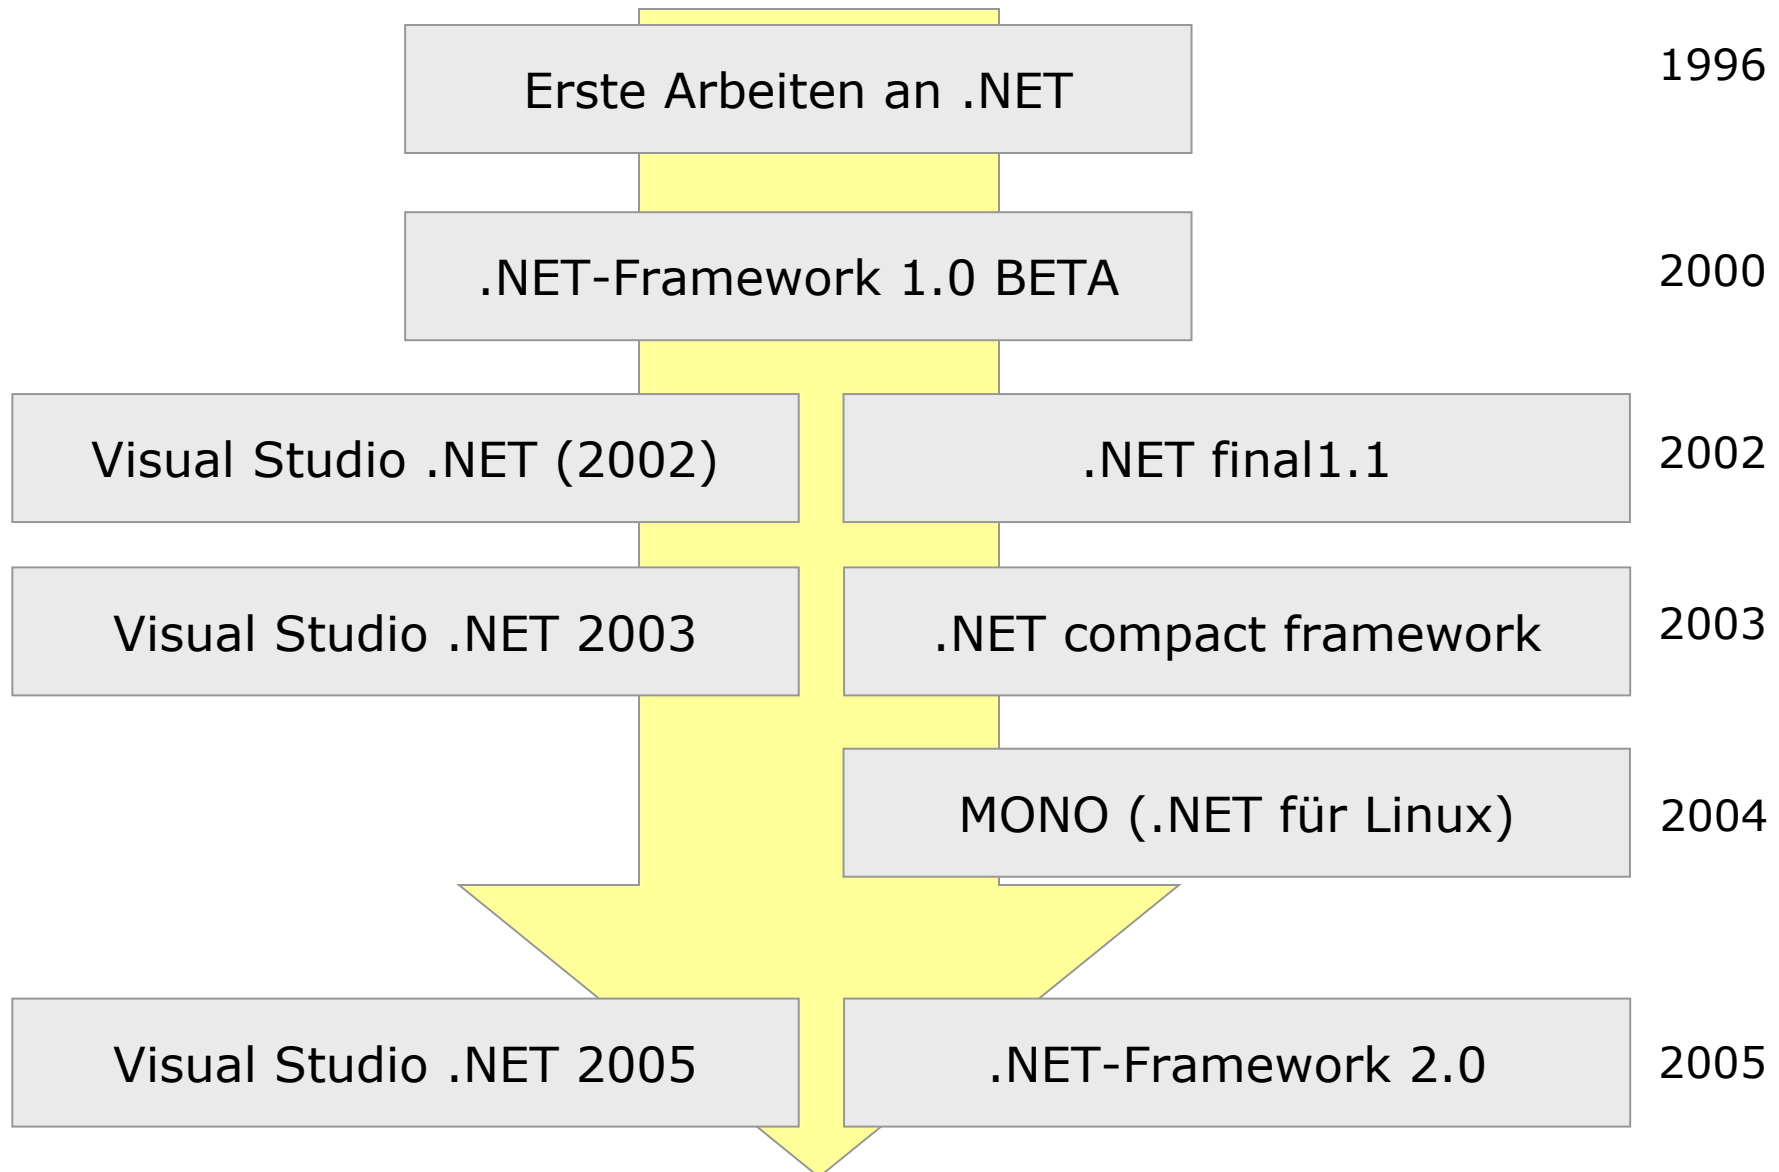 Erste Arbeiten an .NET
1996
.NET-Framework 1.0 BETA
2000
Visual Studio .NET (2002)
.NET final1.1
2002
Visual Studio .NET 2003
.NET compact framework
2003
MONO (.NET für Linux)
2004
Visual Studio .NET 2005
.NET-Framework 2.0
2005